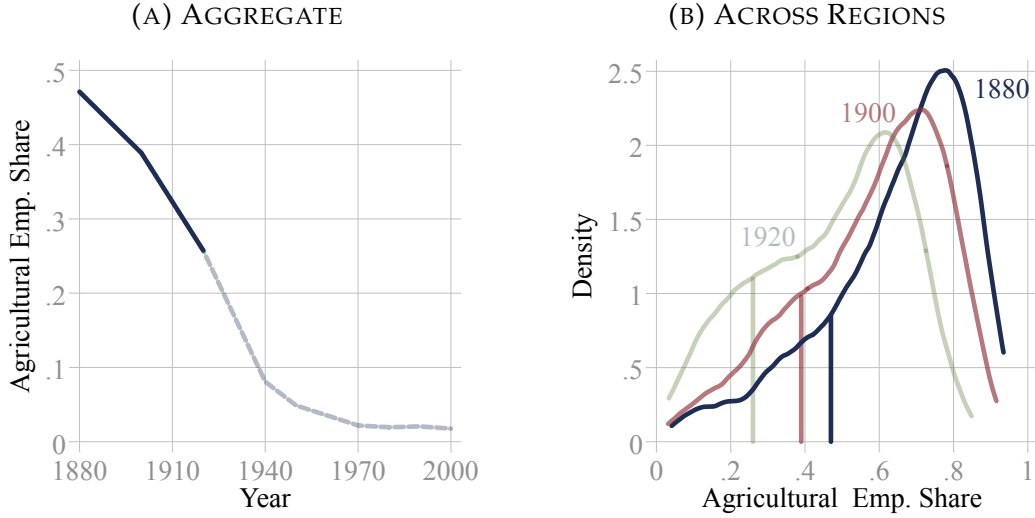 (A) AGGREGATE
.5
.4
.3
.2
.1
0
1880 1910 1940 1970 2000
Year
Agricultural Emp. Share
(B) ACROSS REGIONS
2.5
2
1.5
1
.5
0
0 .2 .4 .6 .8 1
Agricultural Emp. Share
Density
1880
1900
1920